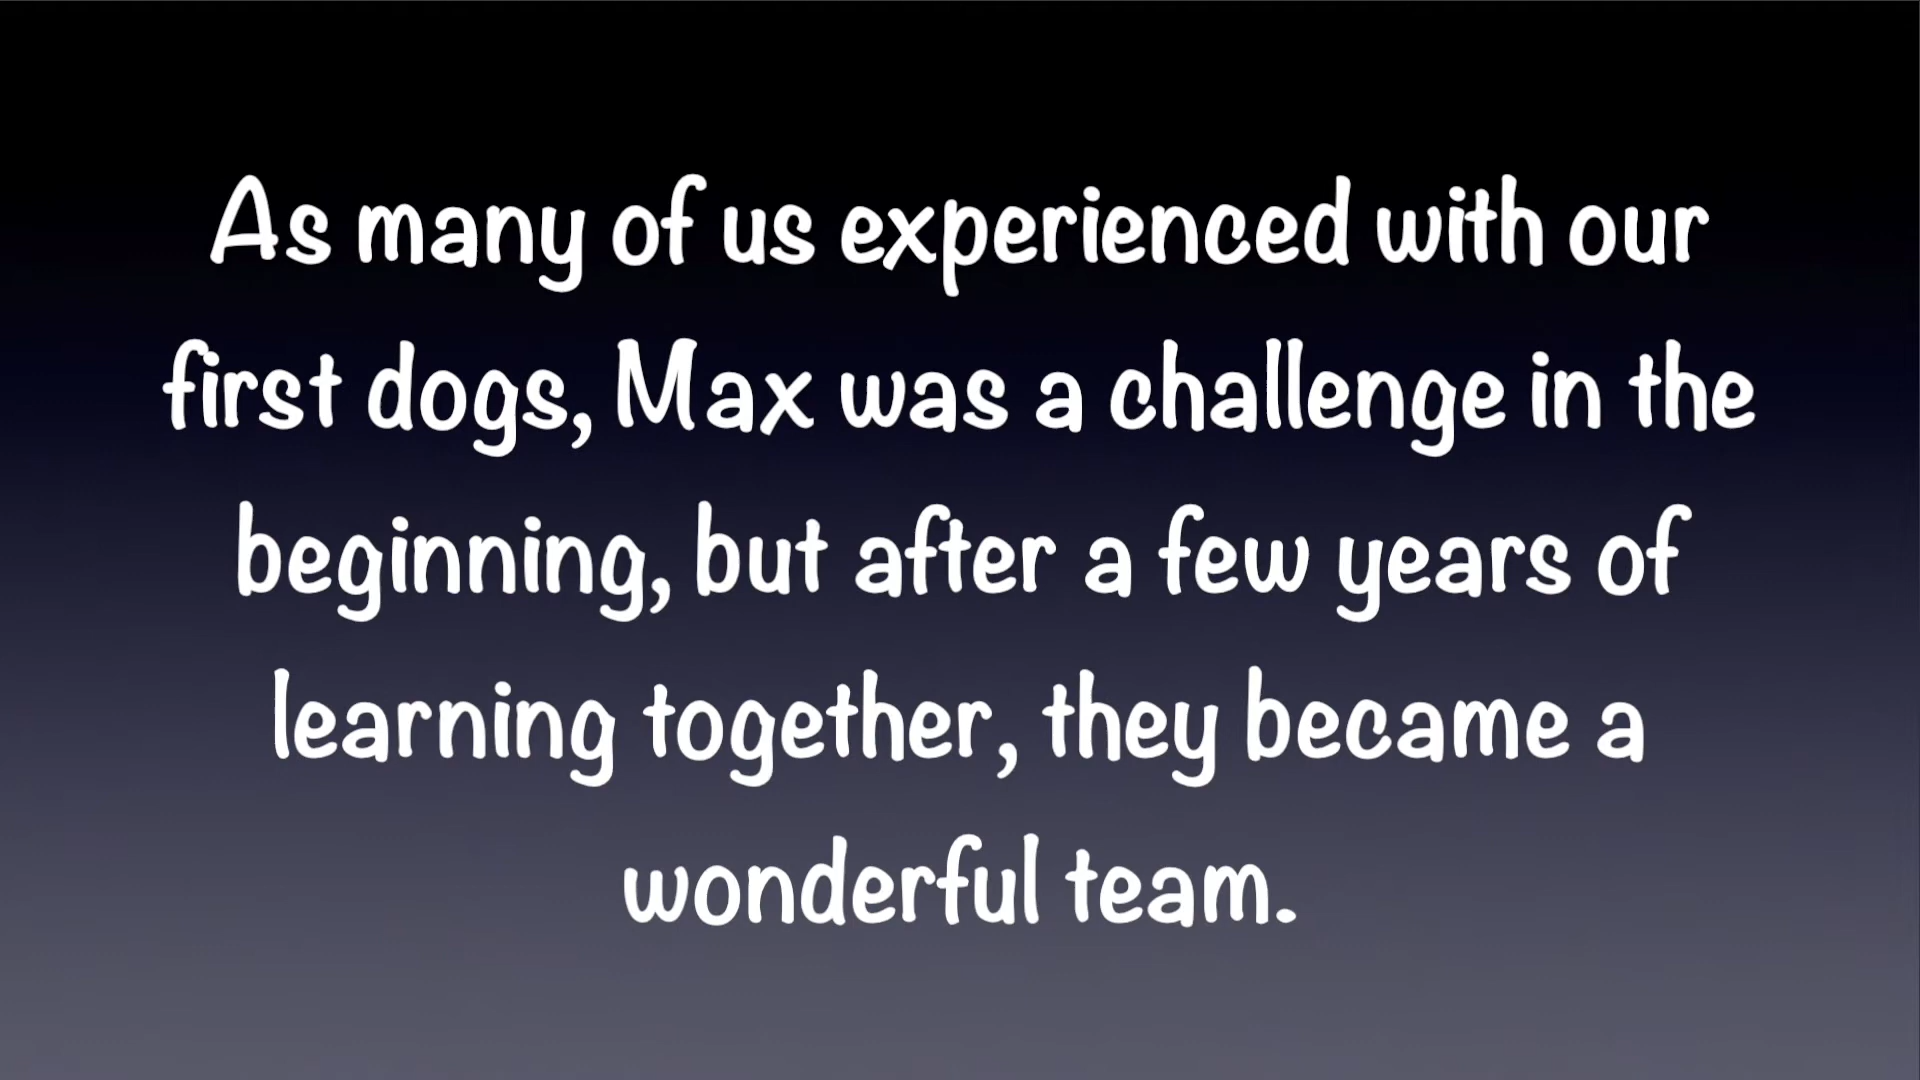 As many of us experienced with our
first dogs, Max was a challenge in the
beginning, but after a few years of
learning together, they became a
wonderful team.